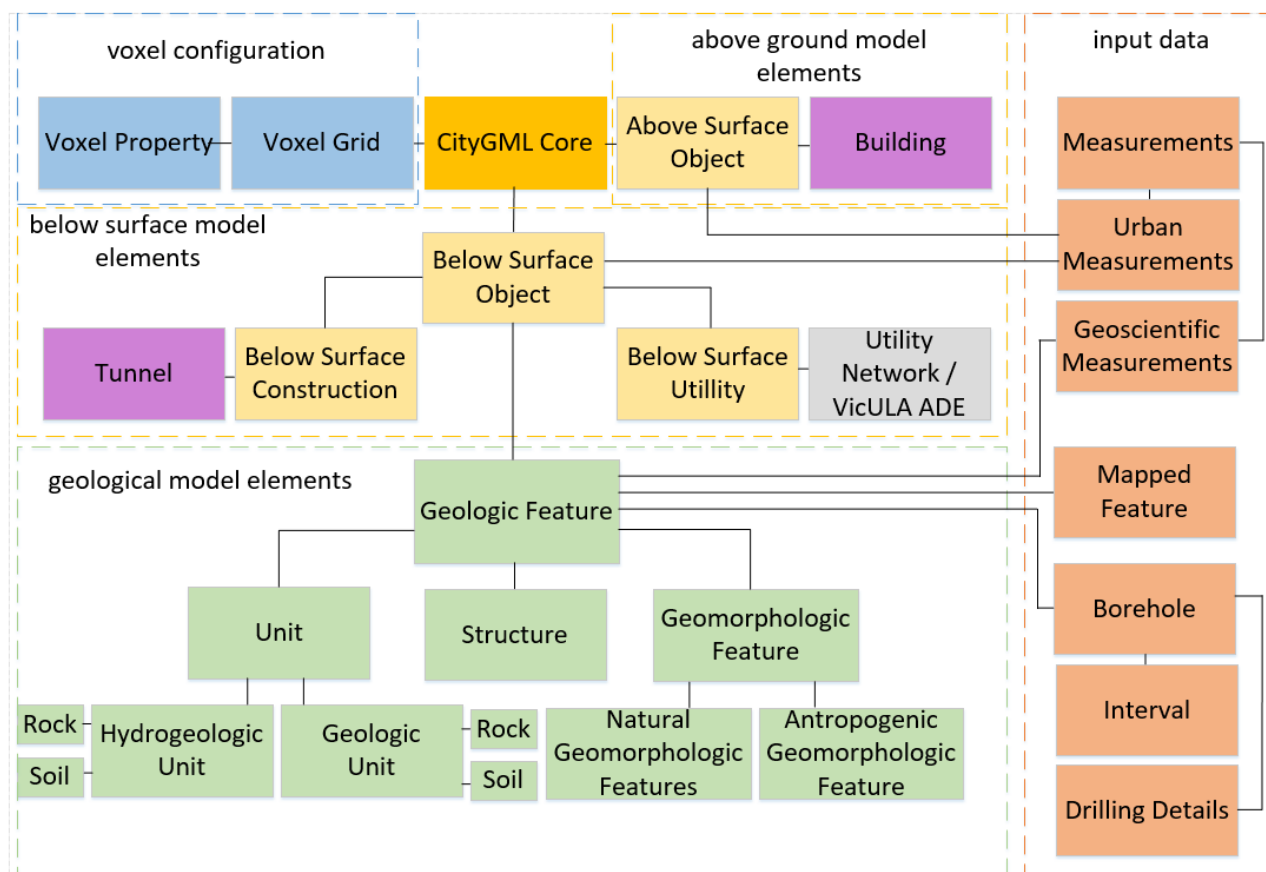 voxel configuration
above ground model
elements
input data
Voxel Property
Voxel Grid
CityGML Core
Above Surface
Object
Building
Measurements
below surface model
elements
Below Surface
Object
Urban
Measurements
Tunnel
Below Surface
Construction
Below Surface
Utillity
Utility
Network /
VicULA ADE
Geoscientific
Measurements
geological model elements
Geologic Feature
Mapped
Feature
Unit
Structure
Geomorphologic
Feature
Borehole
Rock
Soil
Hydrogeologic
Unit
Geologic
Unit
Rock
Soil
Natural
Geomorphologic
Features
Antropogenic
Geomorphologic
Feature
Interval
Drilling Details